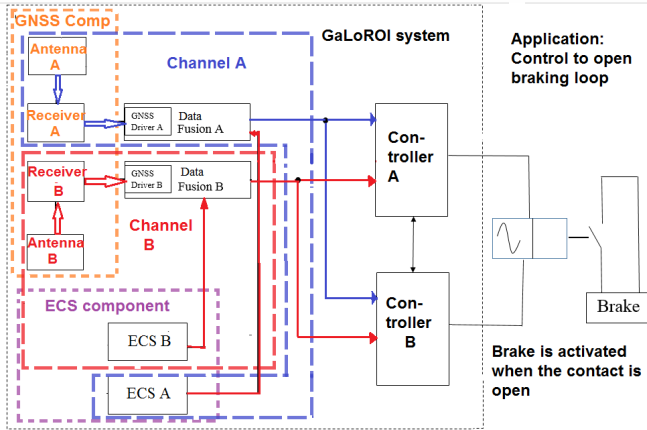 GNSS Comp
GaLoROI system
Application:
Control to open
braking loop
Antenna
A
Channel A
Receiver
A
GNSS
Driver A
Data
Fusion A
Con-
troller
A
Receiver
B
GNSS
Driver B
Data
Fusion B
Channel
B
Antenna
B
ECS component
ECS B
ECS A
Con-
troller
B
Brake
Brake is activated
when the contact is
open